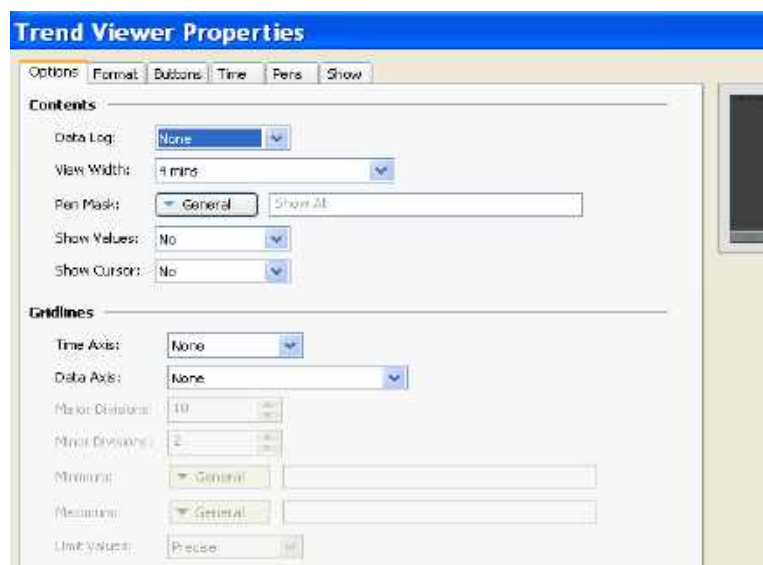 Trend Viewer Properties
Options Format Buttons Time Pens Show
Contents
Data Log: None
View Width: 4 mins
Pen Mask: General Show All
Show Values: No
Show Cursor: No
Gridlines
Time Axis: None
Data Axis: None
Major Divisions: 10
Minor Divisions: 2
Minimum: General
Maximum: General
Limit Values: Precise